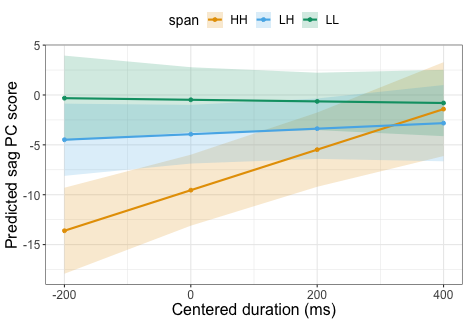 span HH LH LL
Predicted sag PC score
5
0
-5
-10
-15
-200 0 200 400
Centered duration (ms)